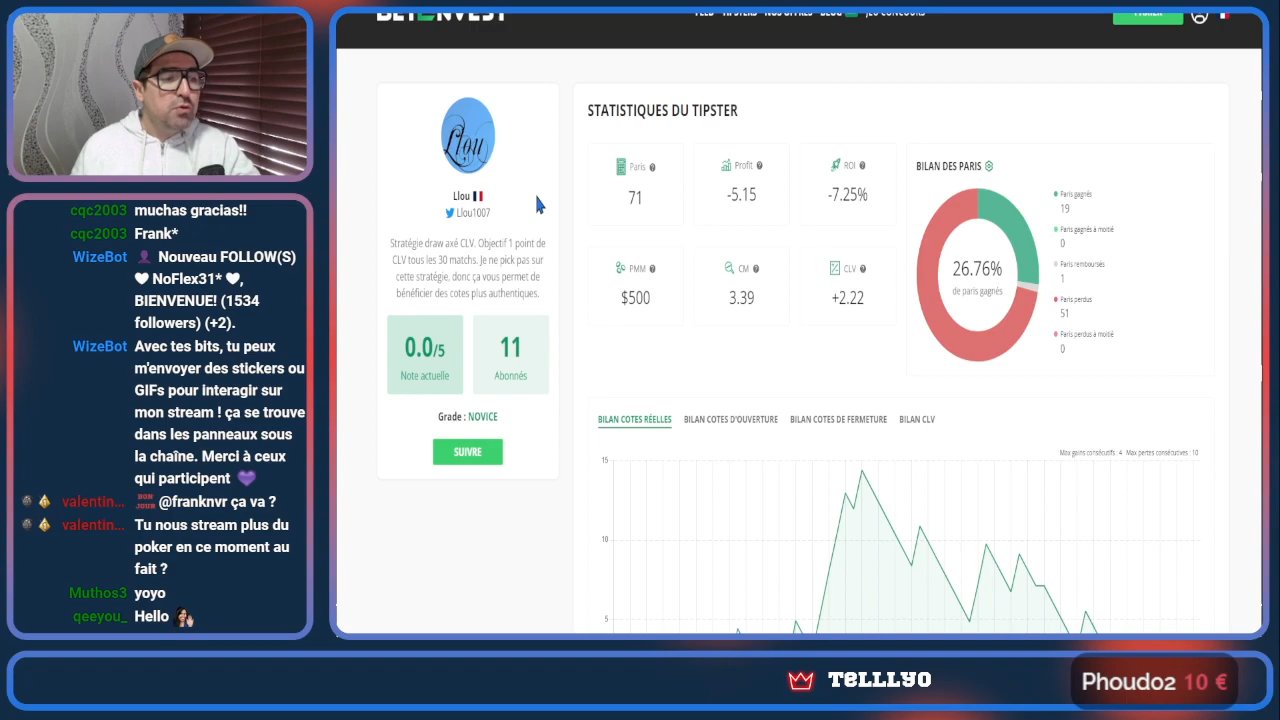 cqc2003 muchas gracias!!
cqc2003 Frank*
WizeBot Nouveau FOLLOW(S)
NoFlex31*
BIENVENUE! (1534
followers) (+2).
WizeBot Avec tes bits, tu peux
m'envoyer des stickers ou
GIFs pour interagir sur
mon stream ! ça se trouve
dans les panneaux sous
la chaîne. Merci à ceux
qui participent
valentin... BON JOUR @franknvr ça va ?
valentin... Tu nous stream plus du
poker en ce moment au
fait ?
Muthos3 yoyo
qeeyou_ Hello
Llou
Llou
Llou1007
Stratégie draw axé CLV. Objectif 1 point de
CLV tous les 30 matchs. Je ne pick pas sur
cette stratégie, donc ça vous permet de
bénéficier des cotes plus authentiques.
0.0/5
Note actuelle
11
Abonnés
Grade : NOVICE
SUIVRE
STATISTIQUES DU TIPSTER
Paris
71
Profit
-5.15
ROI
-7.25%
PMM
$500
CM
3.39
CLV
+2.22
BILAN DES PARIS
26.76%
de paris gagnés
Paris gagnés
19
Paris gagnés à moitié
0
Paris remboursés
1
Paris perdus
51
Paris perdus à moitié
0
BILAN COTES RÉELLES BILAN COTES D'OUVERTURE BILAN COTES DE FERMETURE BILAN CLV
Max gains consécutifs : 4 Max pertes consécutives : 10
15
10
5
TELLLYO
Phoudo2 10 €